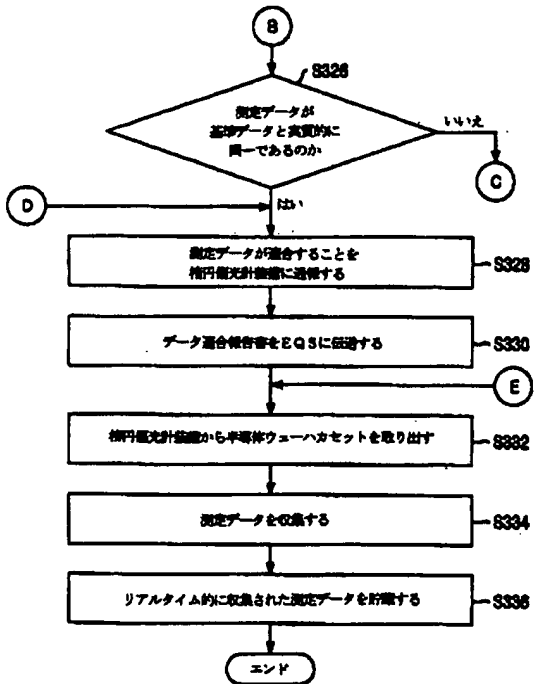 B
S326
測定データが
基準データと実質的に
同一であるのか
いいえ
C
D
はい
測定データが適合することを
楕円偏光計装備に通報する
S328
データ適合報告書をEQSに伝送する
S330
E
楕円偏光計装備から半導体ウェーハカセットを取り出す
S332
測定データを収集する
S334
リアルタイム的に収集された測定データを貯蔵する
S336
エンド